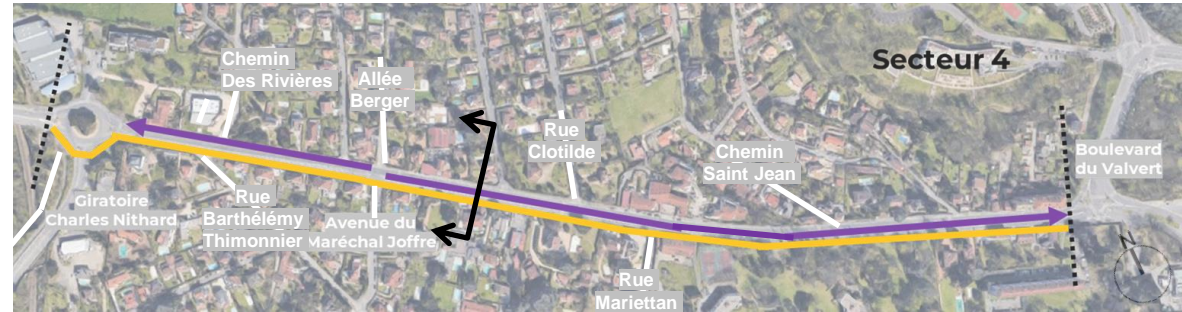 Secteur 4
Chemin
Des Rivières
Allée
Berger
Rue
Clotilde
Chemin
Saint Jean
Boulevard
du Valvert
Giratoire
Charles Nithard
Rue
Barthélémy
Thimonnier
Avenue du
Maréchal Joffre
Rue
Mariettan
N